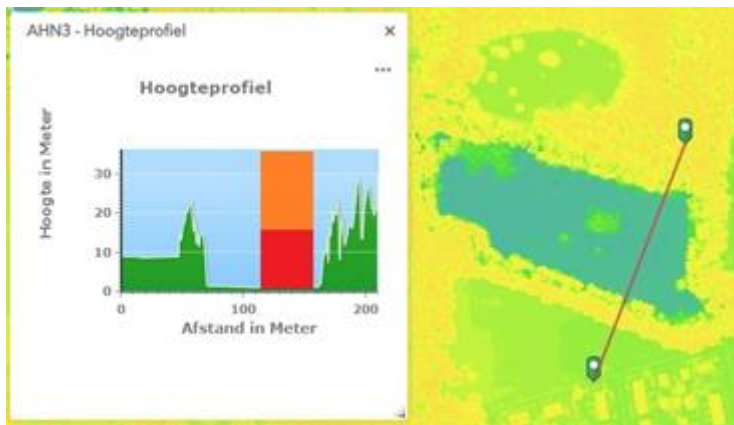 AHN3 - Hoogteprofiel ×
...
Hoogteprofiel
Hoogte in Meter
30
20
10
0
0 100 200
Afstand in Meter